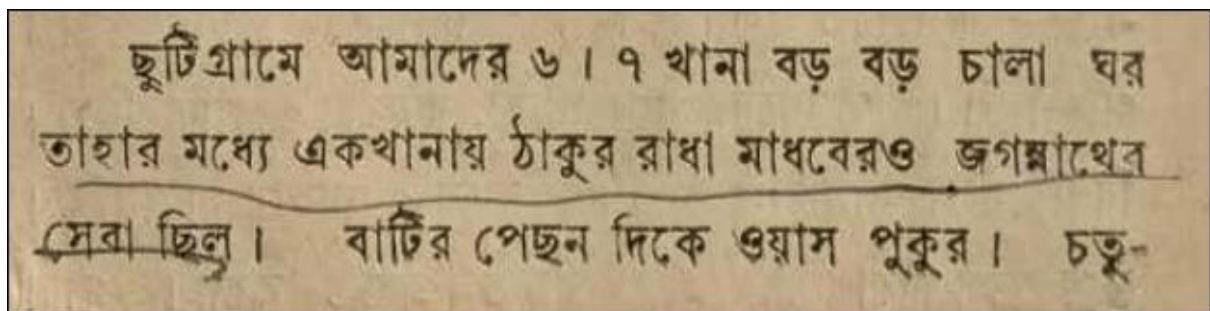 ছুটিগ্রামে আমাদের ৬।৭ খানা বড় বড় চালা ঘর
তাহার মধ্যে একখানায় ঠাকুর রাধা মাধবেরও জগন্নাথের
সেবা ছিল। বাটির পেছন দিকে ওয়াস পুকুর। চতু-